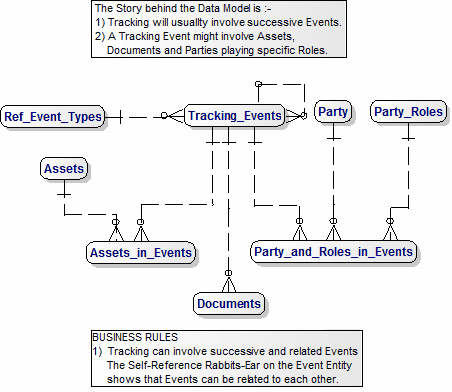 The Story behind the Data Model is :-
1) Tracking will usuallty involve successive Events.
2) A Tracking Event might involve Assets,
Documents and Parties playing specific Roles.
Ref_Event_Types
Tracking_Events
Party
Party_Roles
Assets
Assets_in_Events
Party_and_Roles_in_Events
Documents
BUSINESS RULES
1) Tracking can involve successive and related Events
The Self-Reference Rabbits-Ear on the Event Entity
shows that Events can be related to each other.